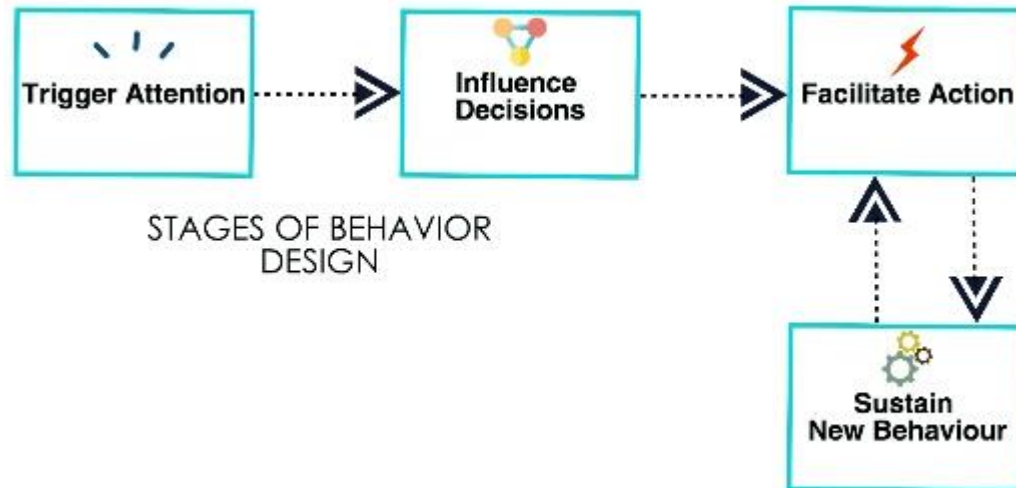 Trigger Attention
Influence
Decisions
Facilitate Action
STAGES OF BEHAVIOR
DESIGN
Sustain
New Behaviour